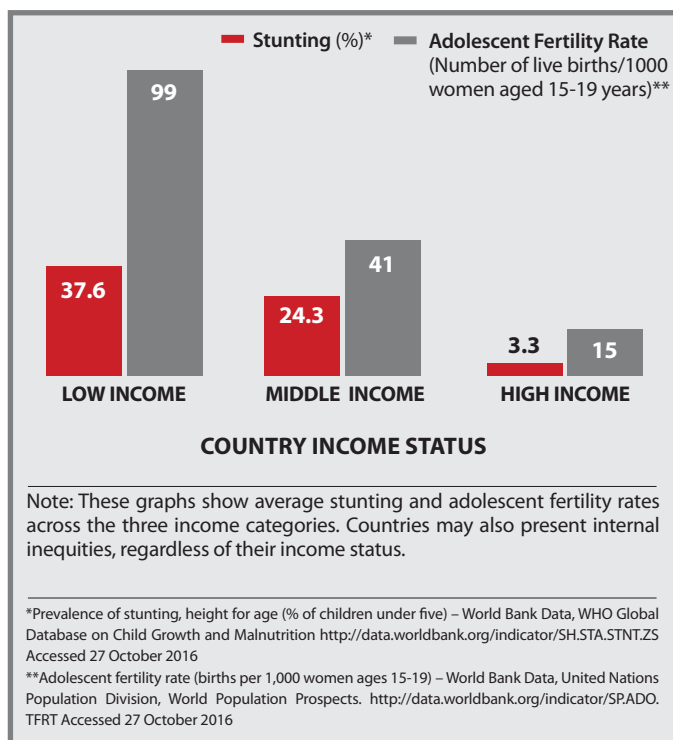 Stunting (%)*
Adolescent Fertility Rate
(Number of live births/1000
women aged 15-19 years)**
99
37.6
41
24.3
3.3
15
LOW INCOME
MIDDLE INCOME
HIGH INCOME
COUNTRY INCOME STATUS
Note: These graphs show average stunting and adolescent fertility rates
across the three income categories. Countries may also present internal
inequities, regardless of their income status.
*Prevalence of stunting, height for age (% of children under five) – World Bank Data, WHO Global
Database on Child Growth and Malnutrition http://data.worldbank.org/indicator/SH.STA.STNT.ZS
Accessed 27 October 2016
**Adolescent fertility rate (births per 1,000 women ages 15-19) – World Bank Data, United Nations
Population Division, World Population Prospects. http://data.worldbank.org/indicator/SP.ADO.
TFRT Accessed 27 October 2016